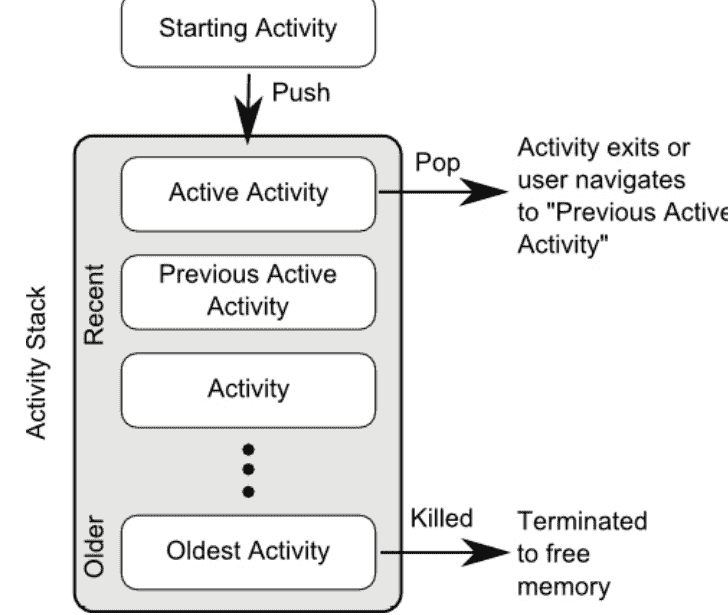 Starting Activity
Push
Active Activity
Pop
Activity exits or
user navigates
to "Previous Active
Activity"
Activity Stack
Recent
Previous Active
Activity
Activity
Older
Oldest Activity
Killed
Terminated
to free
memory